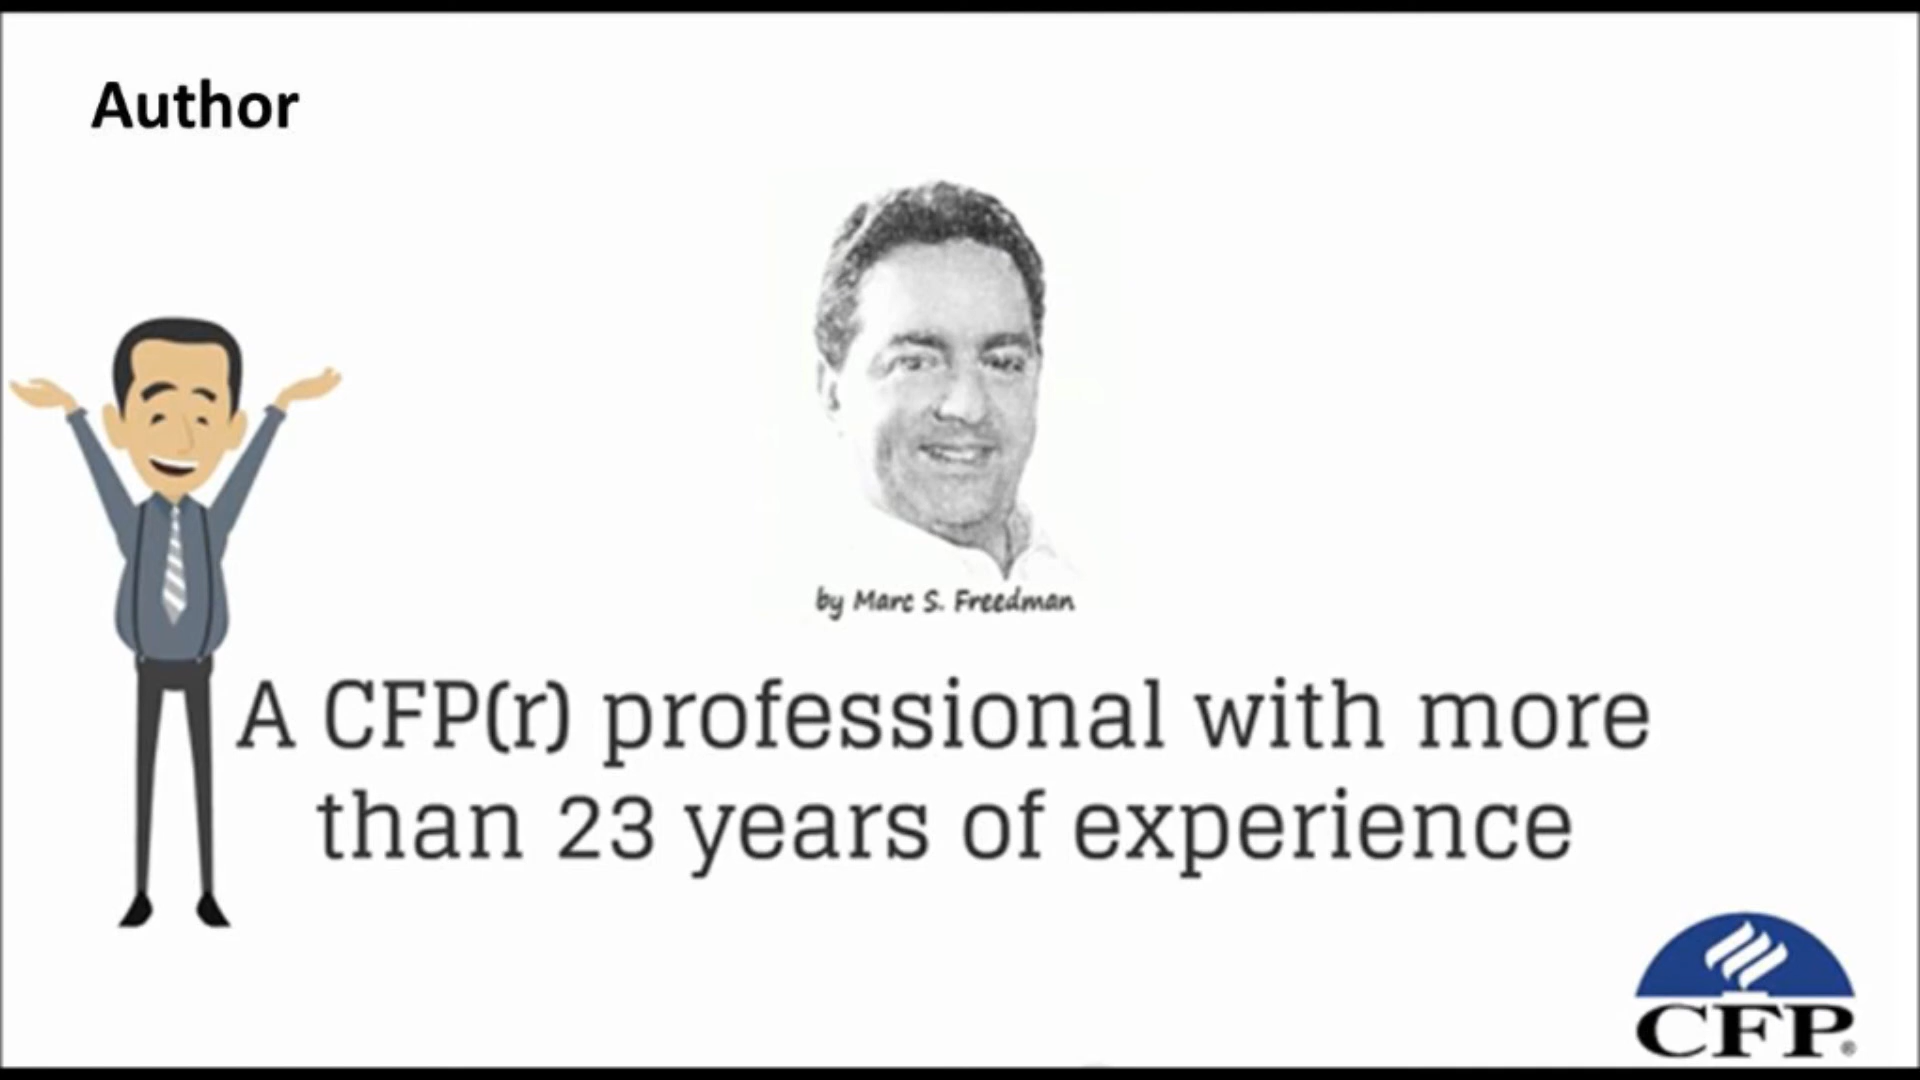 Author
by Marc S. Freedman
A CFP(r) professional with more
than 23 years of experience
CFP®